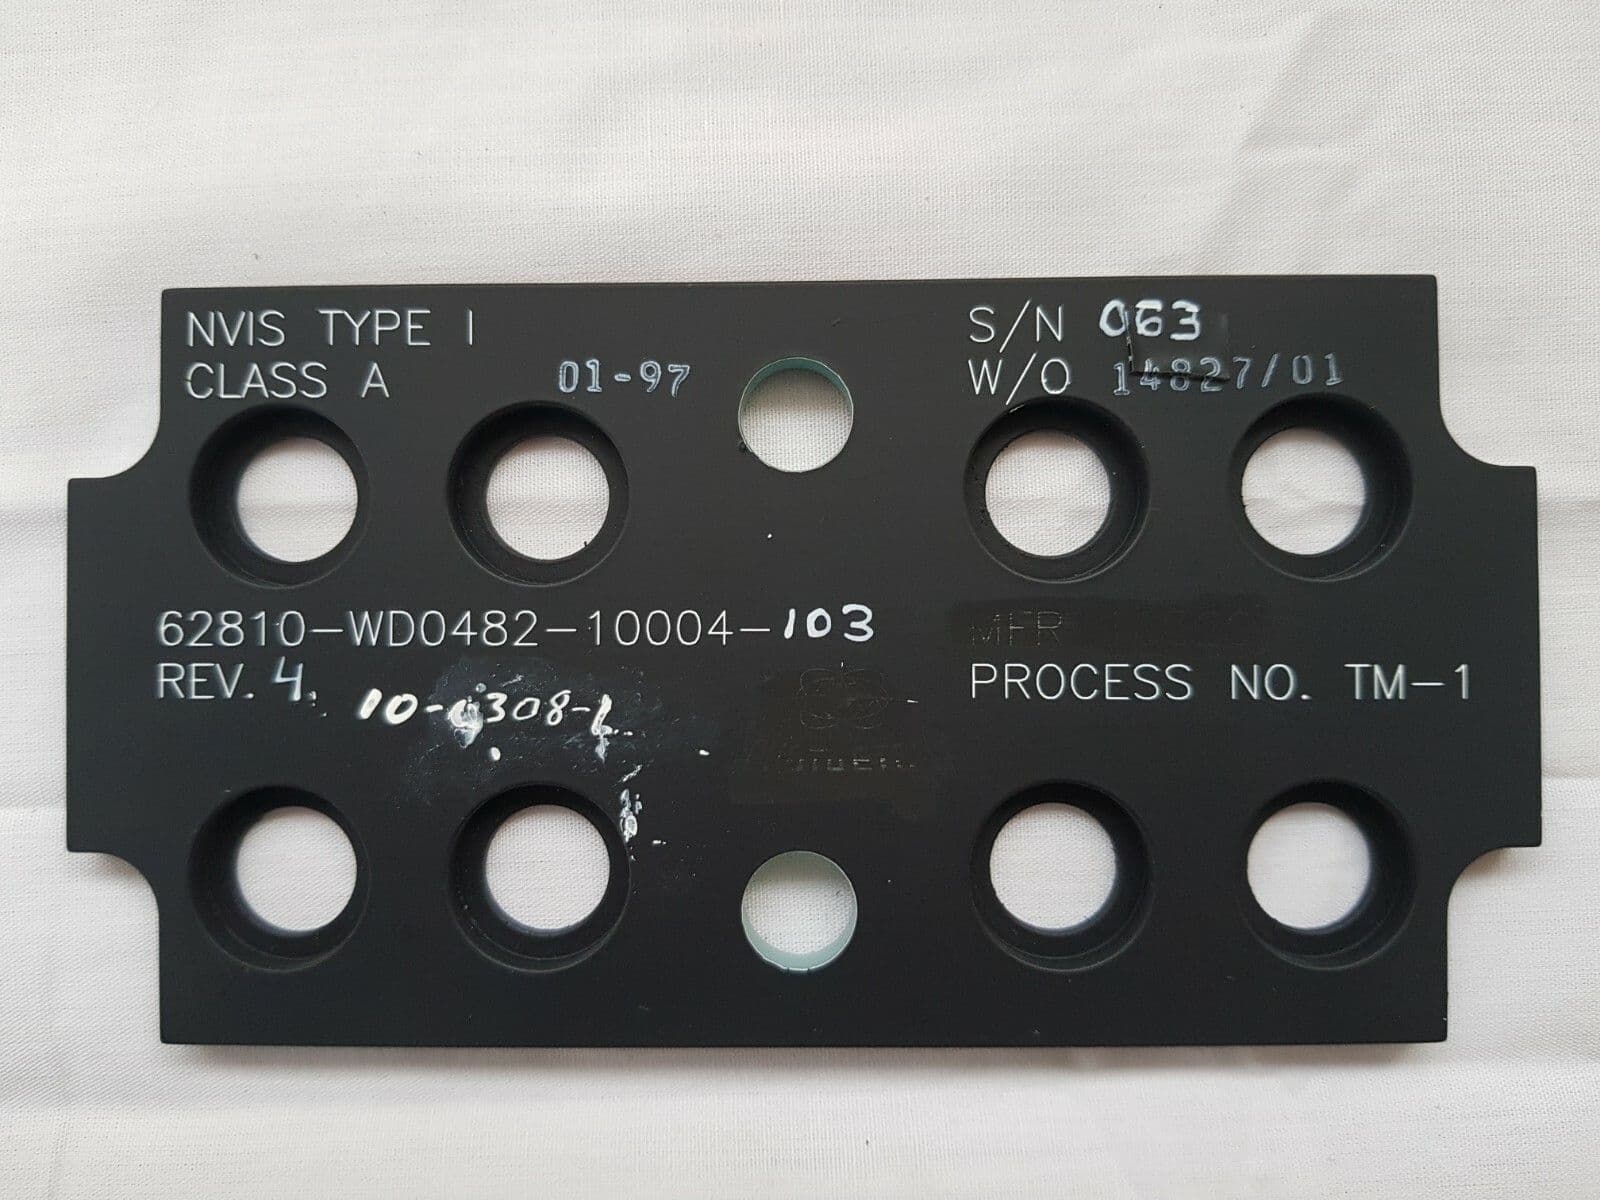 NVIS TYPE I
CLASS A 01-97
S/N 063
W/O 14827/01
62810-WD0482-10004-103
REV. 4
MFR
PROCESS NO. TM-1